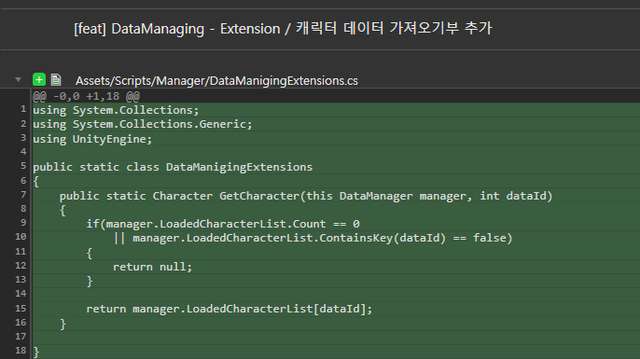 [feat] DataManaging - Extension / 캐릭터 데이터 가져오기부 추가
Assets/Scripts/Manager/DataManigingExtensions.cs
@@ -0,0 +1,18 @@
1 using System.Collections;
2 using System.Collections.Generic;
3 using UnityEngine;
4
5 public static class DataManigingExtensions
6 {
7     public static Character GetCharacter(this DataManager manager, int dataId)
8     {
9         if(manager.LoadedCharacterList.Count == 0
10             || manager.LoadedCharacterList.ContainsKey(dataId) == false)
11         {
12             return null;
13         }
14
15         return manager.LoadedCharacterList[dataId];
16     }
17
18 }